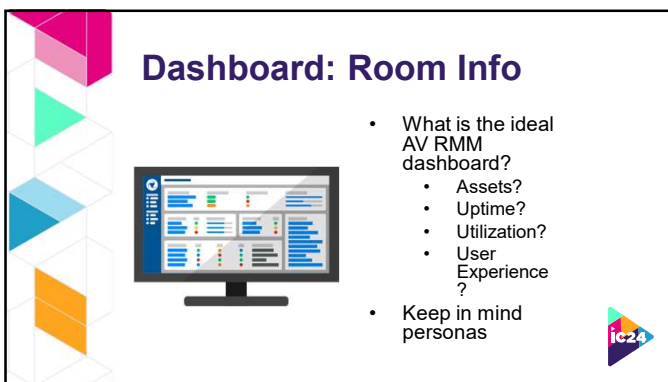 Dashboard: Room Info
• What is the ideal
AV RMM
dashboard?
• Assets?
• Uptime?
• Utilization?
• User
Experience
?
• Keep in mind
personas
ic24